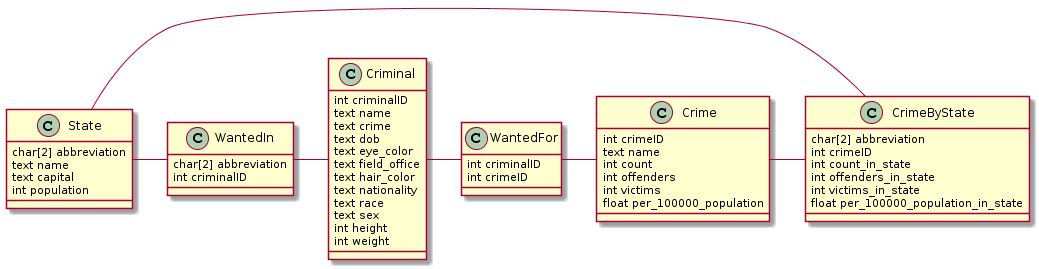 C State
char[2] abbreviation
text name
text capital
int population
C WantedIn
char[2] abbreviation
int criminalID
C Criminal
int criminalID
text name
text crime
text dob
text eye_color
text field_office
text hair_color
text nationality
text race
text sex
int height
int weight
C WantedFor
int criminalID
int crimeID
C Crime
int crimeID
text name
int count
int offenders
int victims
float per_100000_population
C CrimeByState
char[2] abbreviation
int crimeID
int count_in_state
int offenders_in_state
int victims_in_state
float per_100000_population_in_state